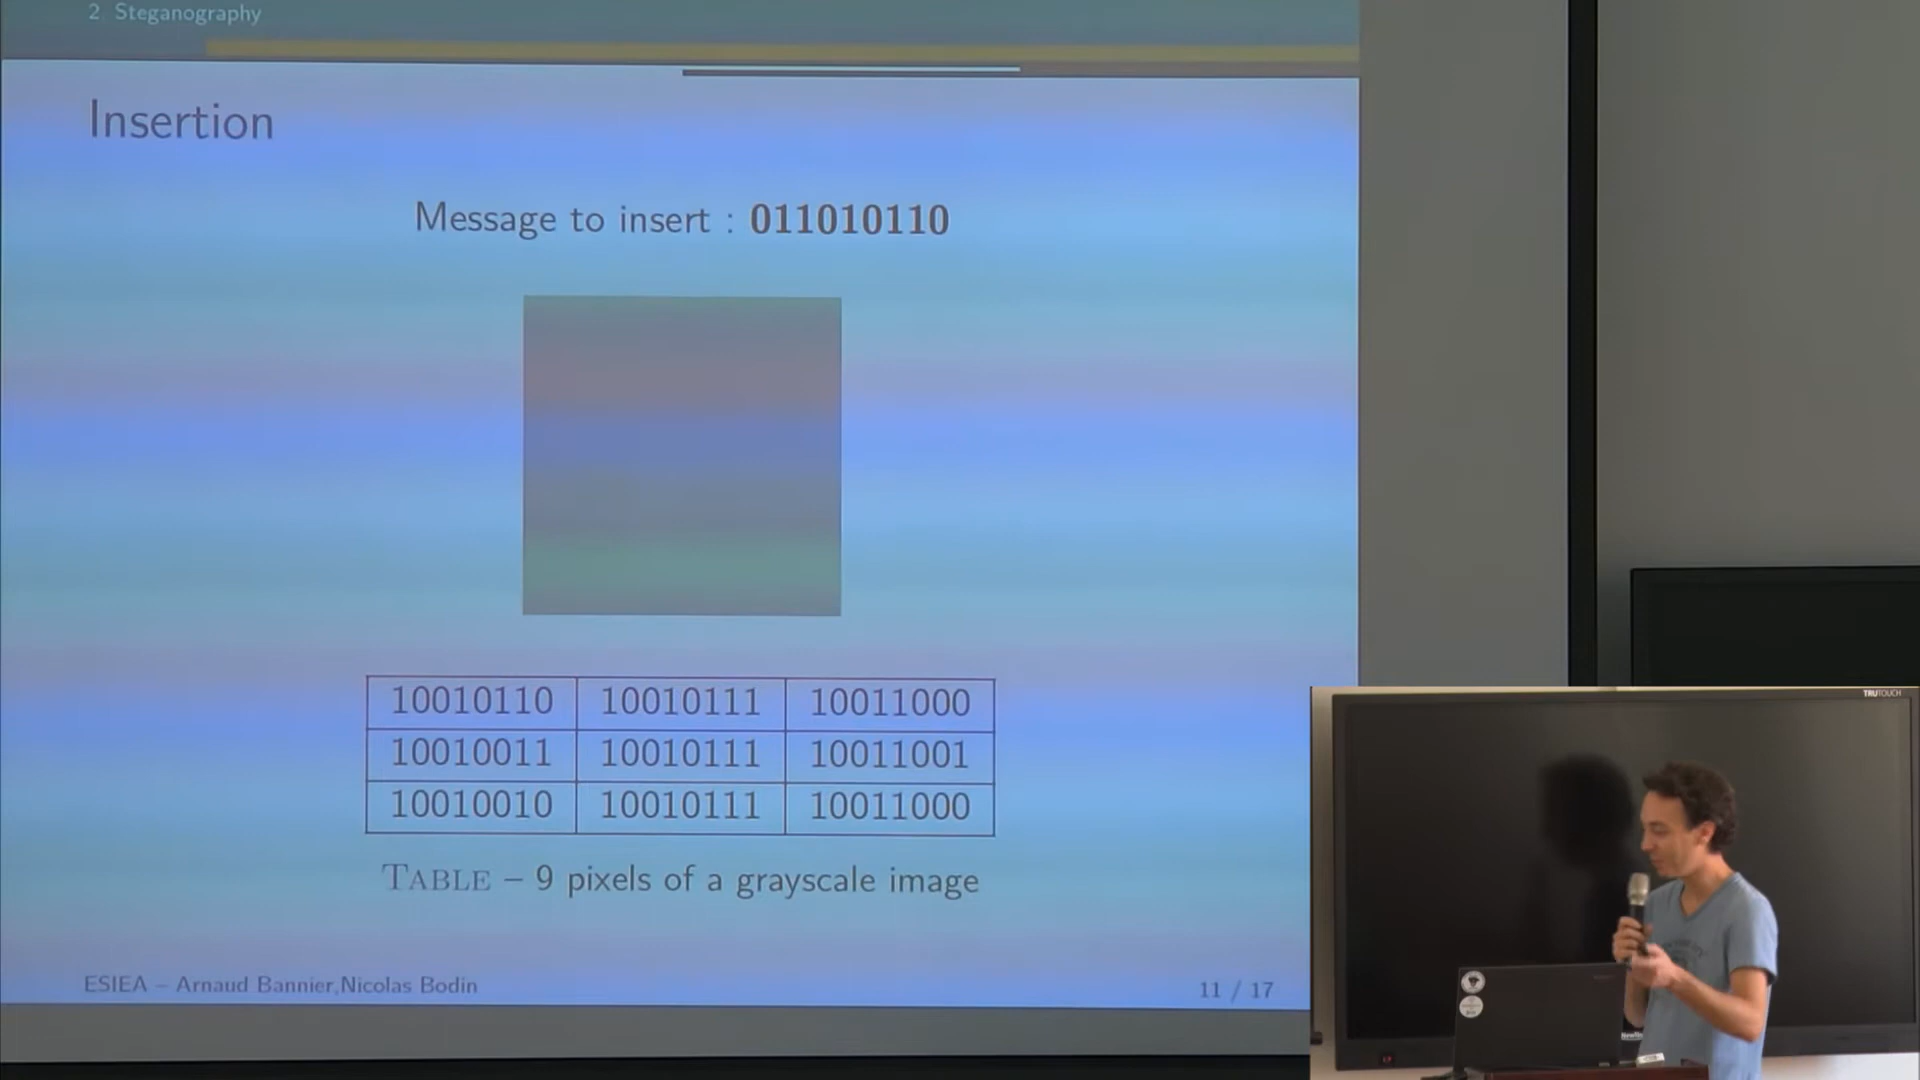 2 Steganography
Insertion
Message to insert : 011010110
10010110 10010111 10011000
10010011 10010111 10011001
10010010 10010111 10011000
TABLE – 9 pixels of a grayscale image
ESIEA – Arnaud Bannier,Nicolas Bodin
11 / 17
TRUTOUCH